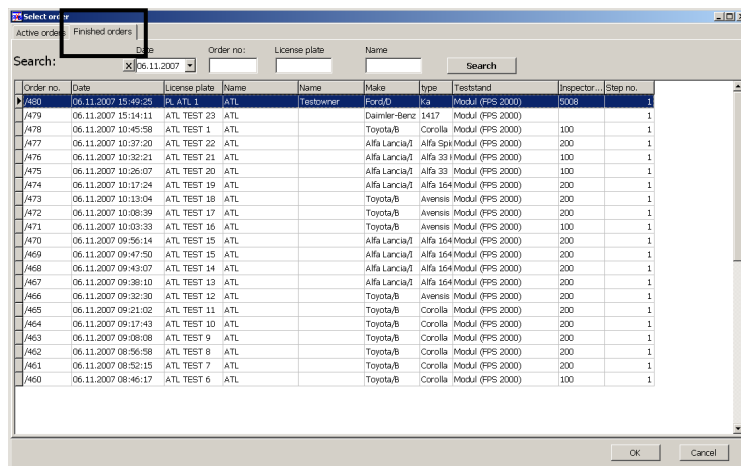 Select order
Active orders Finished orders
Search: Date Order no: License plate Name
x 06.11.2007 Search
Order no. Date License plate Name Name Make type Teststand Inspector... Step no.
/480 06.11.2007 15:49:25 PL ATL 1 ATL Testowner Ford/D Ka Modul (FPS 2000) 5008 1
/479 06.11.2007 15:14:11 ATL TEST 23 ATL Daimler-Benz 1417 Modul (FPS 2000) 1
/478 06.11.2007 10:45:58 ATL TEST 1 ATL Toyota/B Corolla Modul (FPS 2000) 100 1
/477 06.11.2007 10:37:20 ATL TEST 22 ATL Alfa Lancia/I Alfa Spi Modul (FPS 2000) 200 1
/476 06.11.2007 10:32:21 ATL TEST 21 ATL Alfa Lancia/I Alfa 33 Modul (FPS 2000) 100 1
/475 06.11.2007 10:26:07 ATL TEST 20 ATL Alfa Lancia/I Alfa 33 Modul (FPS 2000) 100 1
/474 06.11.2007 10:17:24 ATL TEST 19 ATL Alfa Lancia/I Alfa 164 Modul (FPS 2000) 200 1
/473 06.11.2007 10:13:04 ATL TEST 18 ATL Toyota/B Avensis Modul (FPS 2000) 200 1
/472 06.11.2007 10:08:39 ATL TEST 17 ATL Toyota/B Avensis Modul (FPS 2000) 200 1
/471 06.11.2007 10:03:33 ATL TEST 16 ATL Toyota/B Avensis Modul (FPS 2000) 100 1
/470 06.11.2007 09:56:14 ATL TEST 15 ATL Alfa Lancia/I Alfa 164 Modul (FPS 2000) 200 1
/469 06.11.2007 09:47:50 ATL TEST 15 ATL Alfa Lancia/I Alfa 164 Modul (FPS 2000) 200 1
/468 06.11.2007 09:43:07 ATL TEST 14 ATL Alfa Lancia/I Alfa 164 Modul (FPS 2000) 200 1
/467 06.11.2007 09:38:10 ATL TEST 13 ATL Alfa Lancia/I Alfa 164 Modul (FPS 2000) 200 1
/466 06.11.2007 09:32:30 ATL TEST 12 ATL Toyota/B Avensis Modul (FPS 2000) 200 1
/465 06.11.2007 09:21:02 ATL TEST 11 ATL Toyota/B Corolla Modul (FPS 2000) 200 1
/464 06.11.2007 09:17:43 ATL TEST 10 ATL Toyota/B Corolla Modul (FPS 2000) 200 1
/463 06.11.2007 09:08:08 ATL TEST 9 ATL Toyota/B Corolla Modul (FPS 2000) 200 1
/462 06.11.2007 08:56:58 ATL TEST 8 ATL Toyota/B Corolla Modul (FPS 2000) 200 1
/461 06.11.2007 08:52:15 ATL TEST 7 ATL Toyota/B Corolla Modul (FPS 2000) 200 1
/460 06.11.2007 08:46:17 ATL TEST 6 ATL Toyota/B Corolla Modul (FPS 2000) 100 1
OK Cancel